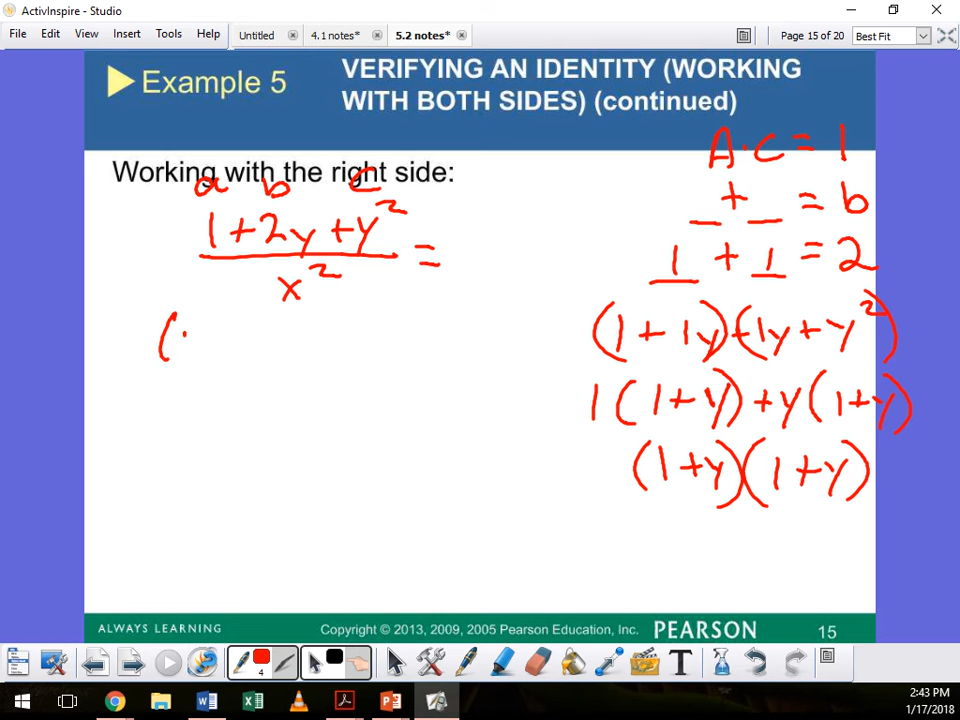 ActivInspire - Studio
File Edit View Insert Tools Help Untitled 4.1 notes* 5.2 notes* Page 15 of 20 Best Fit
Example 5
VERIFYING AN IDENTITY (WORKING
WITH BOTH SIDES) (continued)
Working with the right side:
a b c
1 + 2y + y²
=
x²
(
A · C = 1
_ + _ = b
1 + 1 = 2
(1 + 1y) + (1y + y²)
1(1 + y) + y(1 + y)
(1 + y)(1 + y)
ALWAYS LEARNING
Copyright © 2013, 2009, 2005 Pearson Education, Inc.
PEARSON
15
4
2:43 PM
1/17/2018